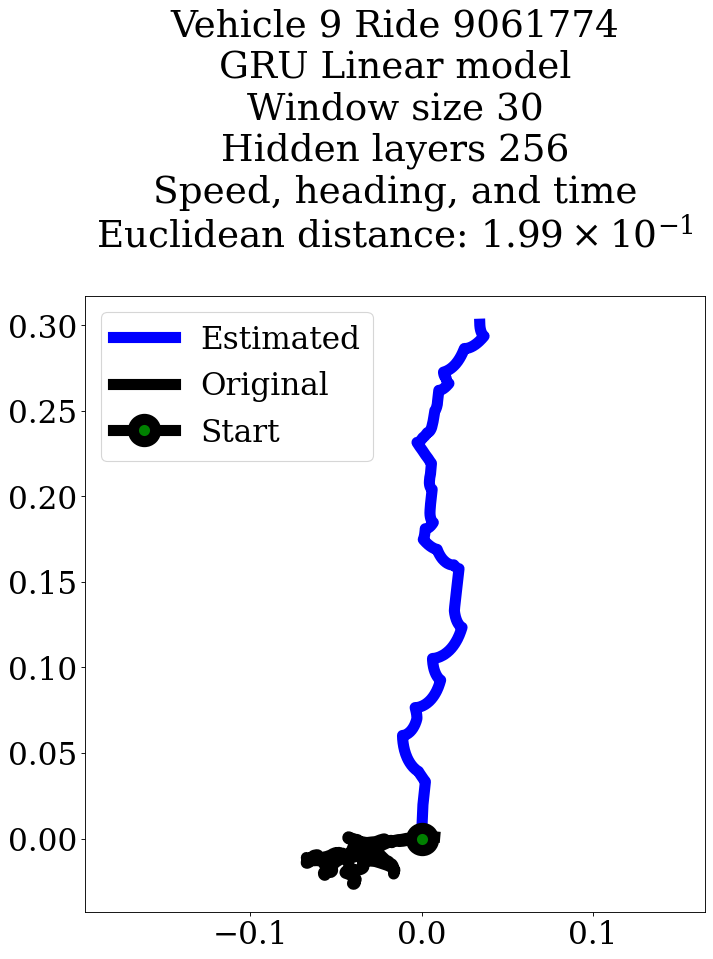 Vehicle 9 Ride 9061774
GRU Linear model
Window size 30
Hidden layers 256
Speed, heading, and time
Euclidean distance: 1.99 × 10⁻¹
Estimated
Original
Start
0.30
0.25
0.20
0.15
0.10
0.05
0.00
−0.1 0.0 0.1